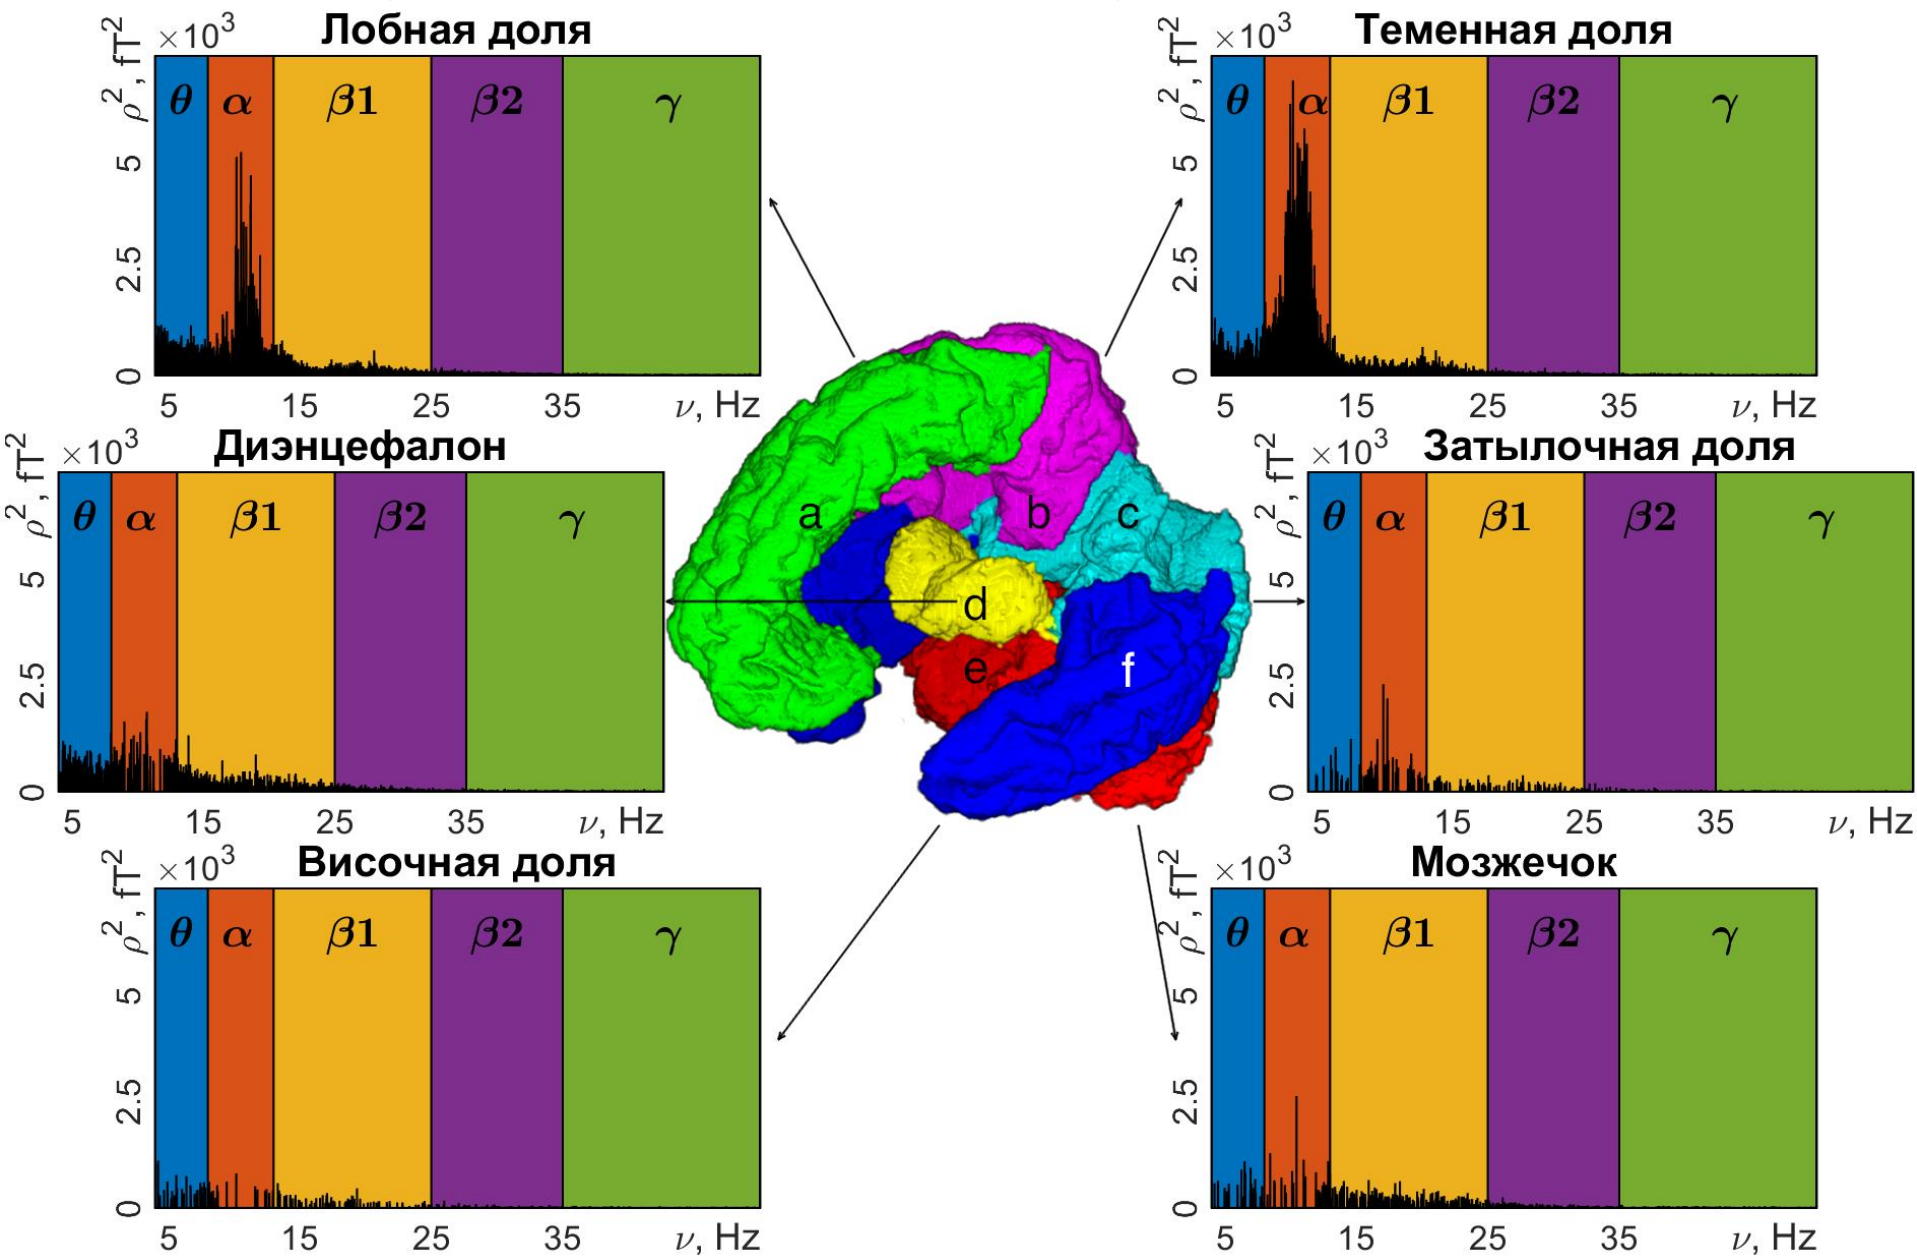 Лобная доля
×10³
ρ², fT²
θ α β1 β2 γ
5
2.5
0
5 15 25 35 ν, Hz
Теменная доля
×10³
ρ², fT²
θ α β1 β2 γ
5
2.5
0
5 15 25 35 ν, Hz
Диэнцефалон
×10³
ρ², fT²
θ α β1 β2 γ
5
2.5
0
5 15 25 35 ν, Hz
a b c
d
e f
Затылочная доля
×10³
ρ², fT²
θ α β1 β2 γ
5
2.5
0
5 15 25 35 ν, Hz
Височная доля
×10³
ρ², fT²
θ α β1 β2 γ
5
2.5
0
5 15 25 35 ν, Hz
Мозжечок
×10³
ρ², fT²
θ α β1 β2 γ
5
2.5
0
5 15 25 35 ν, Hz